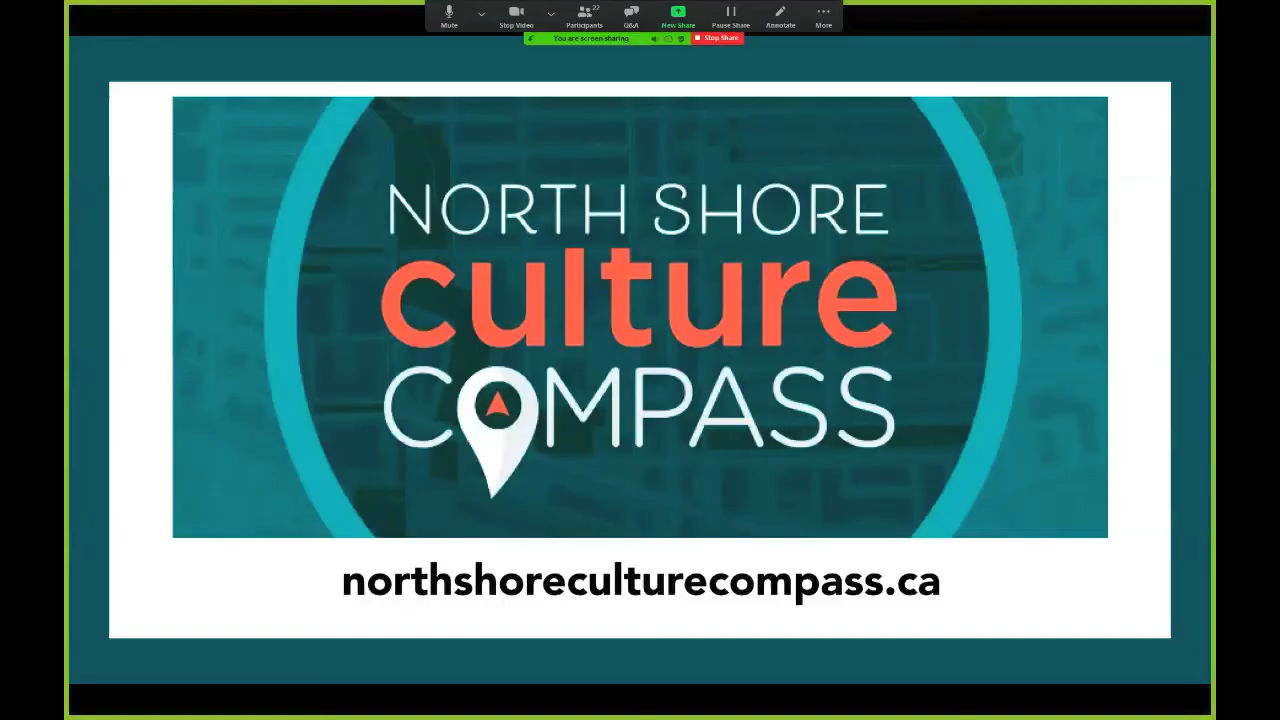 Mute
Stop Video
Participants
22
Q&A
New Share
Pause Share
Annotate
More
You are screen sharing
Stop Share
NORTH SHORE
culture
COMPASS
northshoreculturecompass.ca